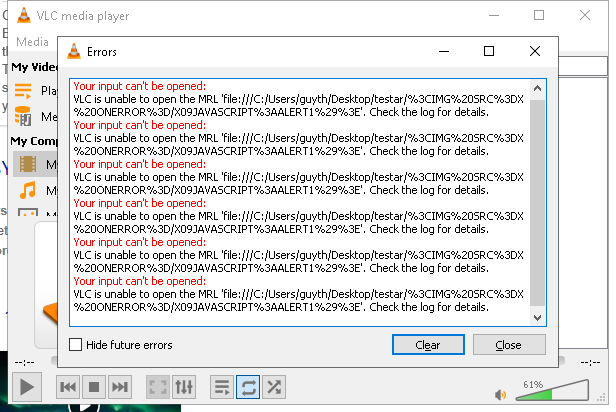 VLC media player
Media
Errors
My Video
Your input can't be opened:
VLC is unable to open the MRL 'file:///C:/Users/guyth/Desktop/testar/%3CIMG%20SRC%3DX
%20ONERROR%3D/X09JAVASCRIPT%3AALERT1%29%3E'. Check the log for details.
Your input can't be opened:
VLC is unable to open the MRL 'file:///C:/Users/guyth/Desktop/testar/%3CIMG%20SRC%3DX
%20ONERROR%3D/X09JAVASCRIPT%3AALERT1%29%3E'. Check the log for details.
Your input can't be opened:
VLC is unable to open the MRL 'file:///C:/Users/guyth/Desktop/testar/%3CIMG%20SRC%3DX
%20ONERROR%3D/X09JAVASCRIPT%3AALERT1%29%3E'. Check the log for details.
Your input can't be opened:
VLC is unable to open the MRL 'file:///C:/Users/guyth/Desktop/testar/%3CIMG%20SRC%3DX
%20ONERROR%3D/X09JAVASCRIPT%3AALERT1%29%3E'. Check the log for details.
Your input can't be opened:
VLC is unable to open the MRL 'file:///C:/Users/guyth/Desktop/testar/%3CIMG%20SRC%3DX
%20ONERROR%3D/X09JAVASCRIPT%3AALERT1%29%3E'. Check the log for details.
Your input can't be opened:
VLC is unable to open the MRL 'file:///C:/Users/guyth/Desktop/testar/%3CIMG%20SRC%3DX
%20ONERROR%3D/X09JAVASCRIPT%3AALERT1%29%3E'. Check the log for details.
Play
Me
My Comp
My
My
Hide future errors
Clear
Close
--:--
--:--
61%